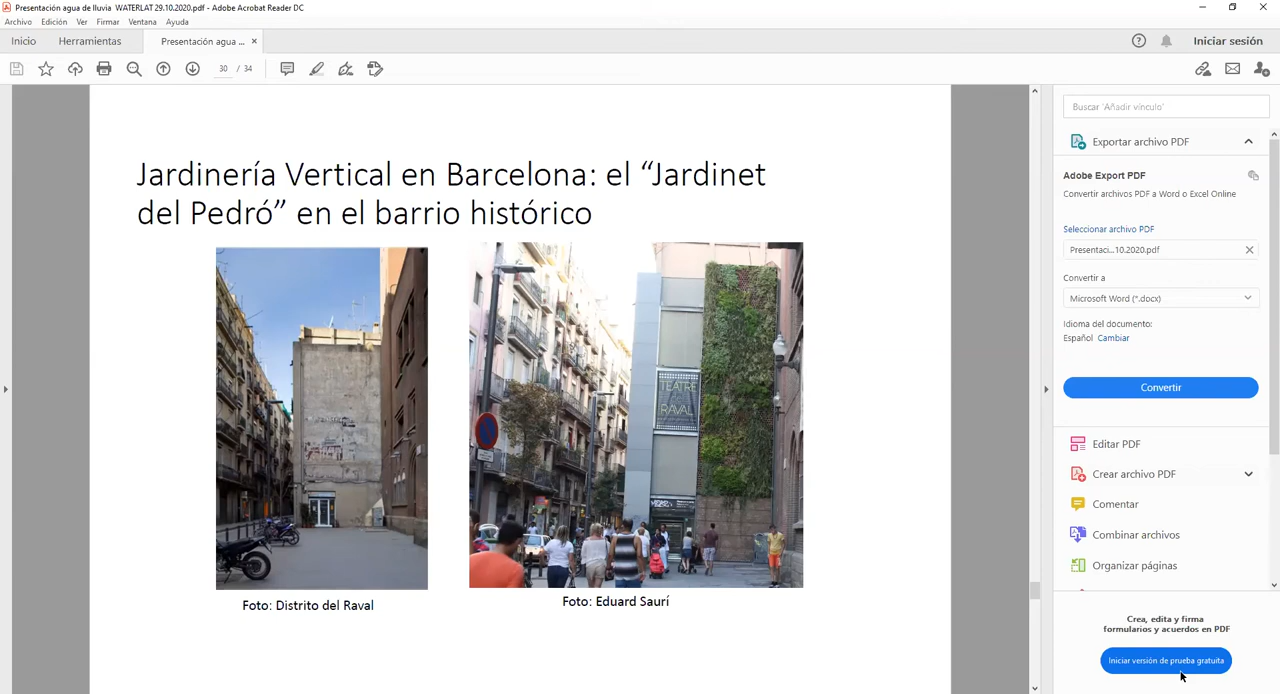 Presentación agua de lluvia WATERLAT 29.10.2020.pdf - Adobe Acrobat Reader DC
Archivo Edición Ver Firmar Ventana Ayuda
Inicio Herramientas Presentación agua ... × Iniciar sesión
30 / 34
Jardinería Vertical en Barcelona: el “Jardinet
del Pedró” en el barrio histórico
TEATRE
RAVAL
Foto: Distrito del Raval
Foto: Eduard Saurí
Buscar 'Añadir vínculo'
Exportar archivo PDF
Adobe Export PDF
Convertir archivos PDF a Word o Excel Online
Seleccionar archivo PDF
Presentaci...10.2020.pdf
Convertir a
Microsoft Word (*.docx)
Idioma del documento:
Español Cambiar
Convertir
Editar PDF
Crear archivo PDF
Comentar
Combinar archivos
Organizar páginas
Crea, edita y firma
formularios y acuerdos en PDF
Iniciar versión de prueba gratuita